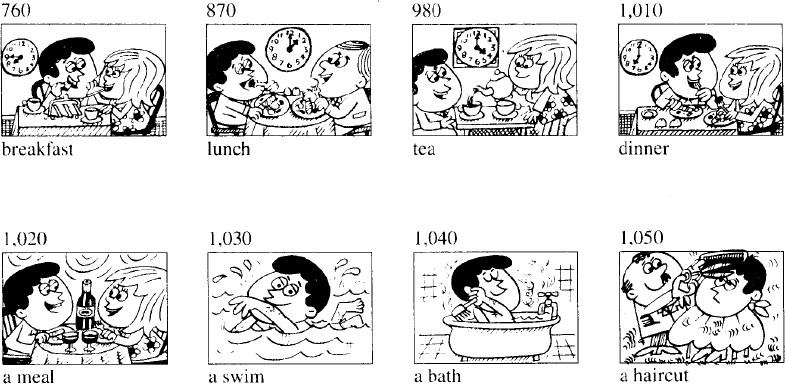 760 870 980 1,010
breakfast lunch tea dinner
1,020 1,030 1,040 1,050
a meal a swim a bath a haircut